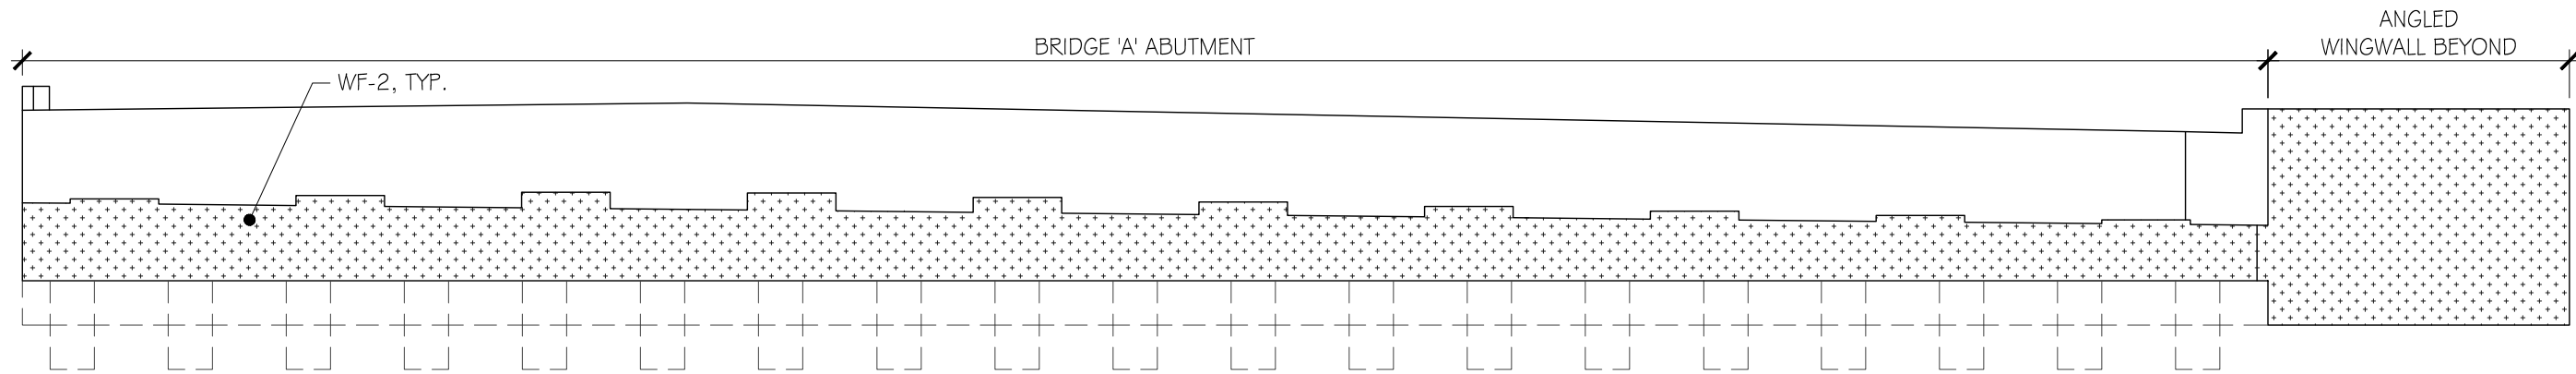 BRIDGE 'A' ABUTMENT
ANGLED
WINGWALL BEYOND
WF-2, TYP.